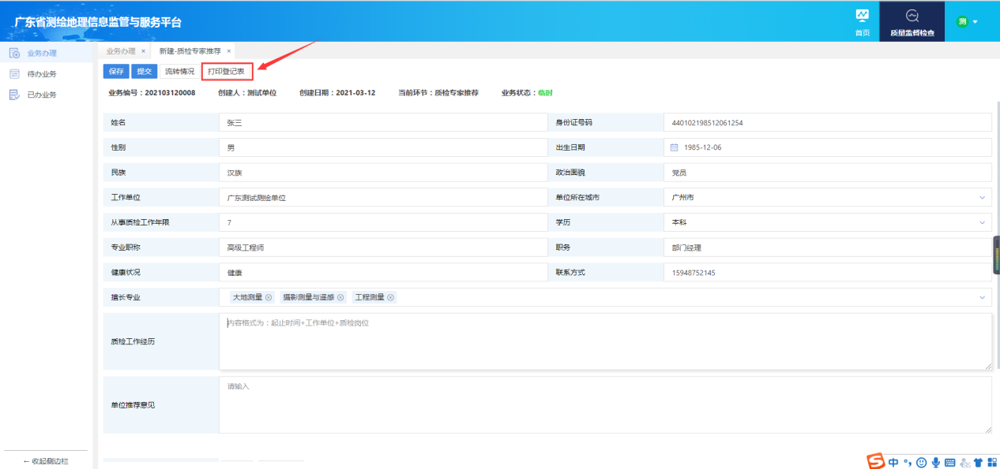 广东省测绘地理信息监管与服务平台
首页
质量监督检查
测
业务办理
待办业务
已办业务
业务办理 ×
新建-质检专家推荐 ×
保存 提交 流转情况 打印登记表
业务编号：202103120008 创建人：测试单位 创建日期：2021-03-12 当前环节：质检专家推荐 业务状态：临时
姓名 张三 身份证号码 440102198512061254
性别 男 出生日期 1985-12-06
民族 汉族 政治面貌 党员
工作单位 广东测试测绘单位 单位所在城市 广州市
从事质检工作年限 7 学历 本科
专业职称 高级工程师 职务 部门经理
健康状况 健康 联系方式 15948752145
擅长专业 大地测量 摄影测量与遥感 工程测量
质检工作经历 内容格式为：起止时间+工作单位+质检岗位
单位推荐意见 请输入
← 收起侧边栏
S 中 °,